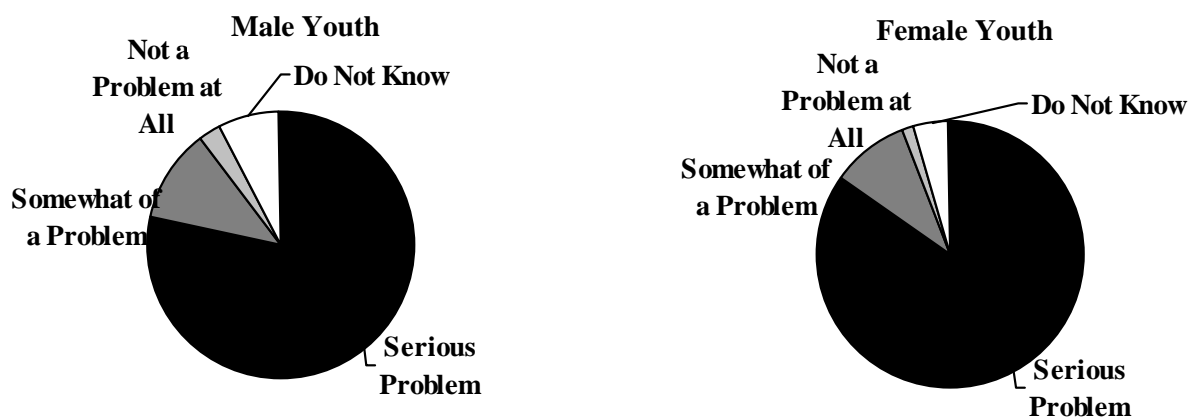 Male Youth
Not a
Problem at
All
Do Not Know
Somewhat of
a Problem
Serious
Problem
Female Youth
Not a
Problem at
All
Do Not Know
Somewhat of
a Problem
Serious
Problem